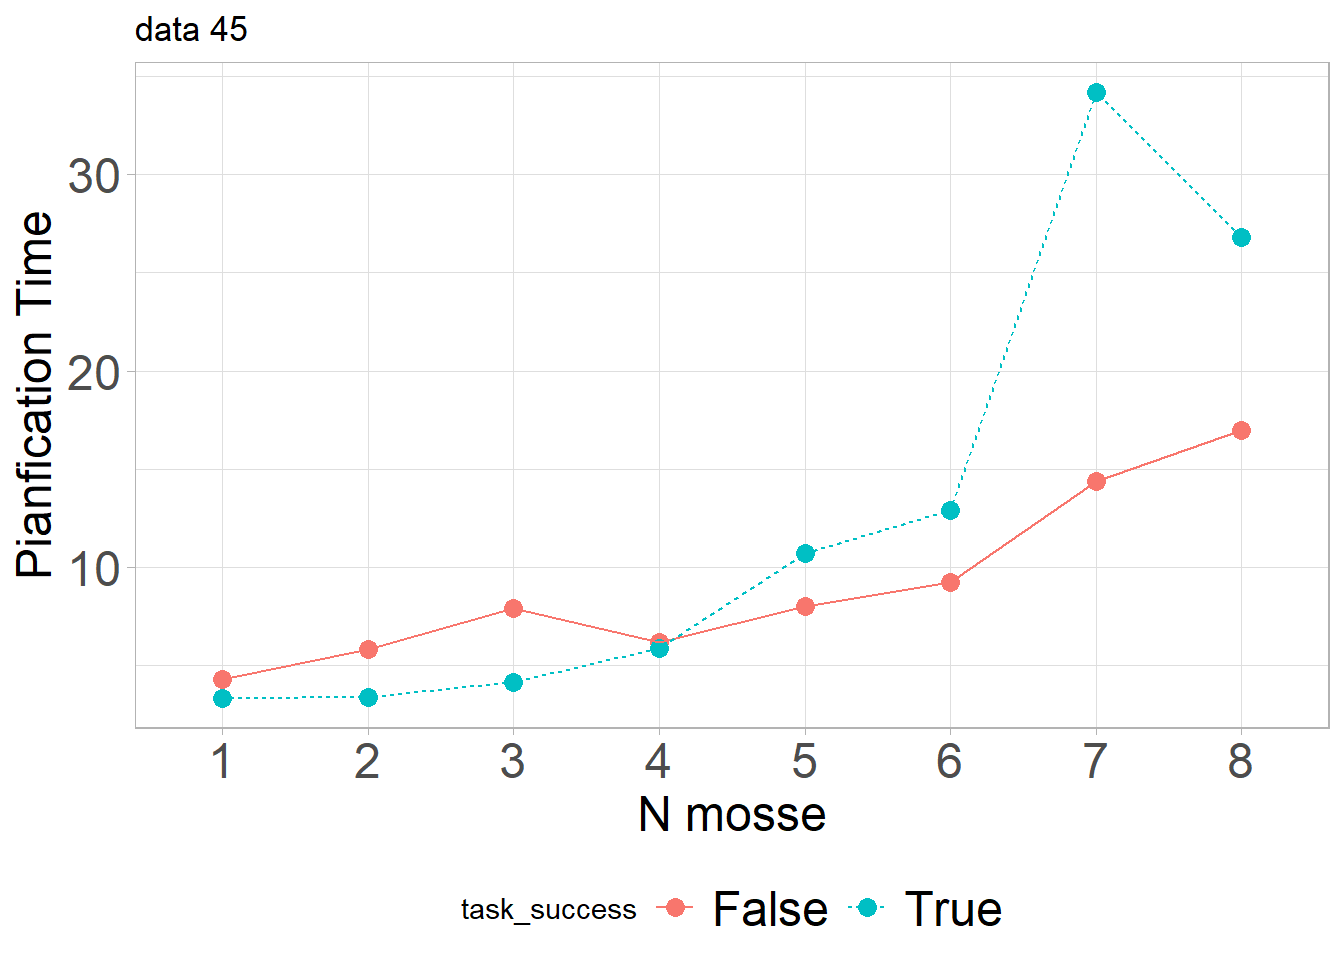 data 45
Pianfication Time
30
20
10
1 2 3 4 5 6 7 8
N mosse
task_success False True